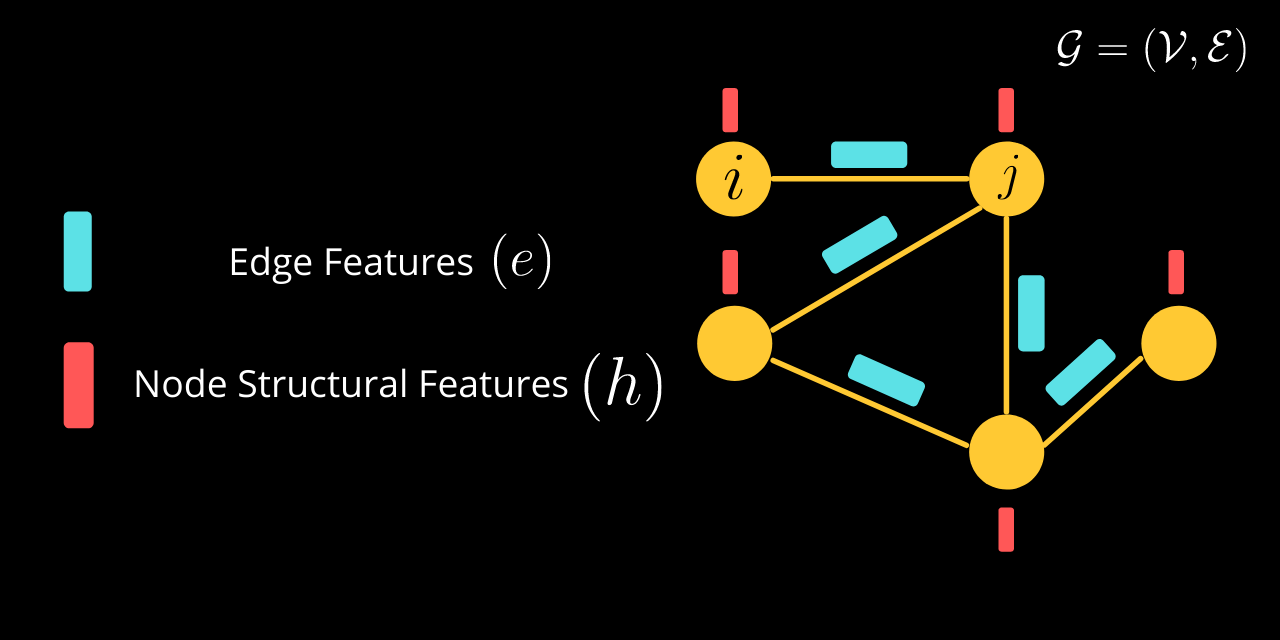 𝒢 = (𝒱, ℰ)
i
j
Edge Features (e)
Node Structural Features (h)